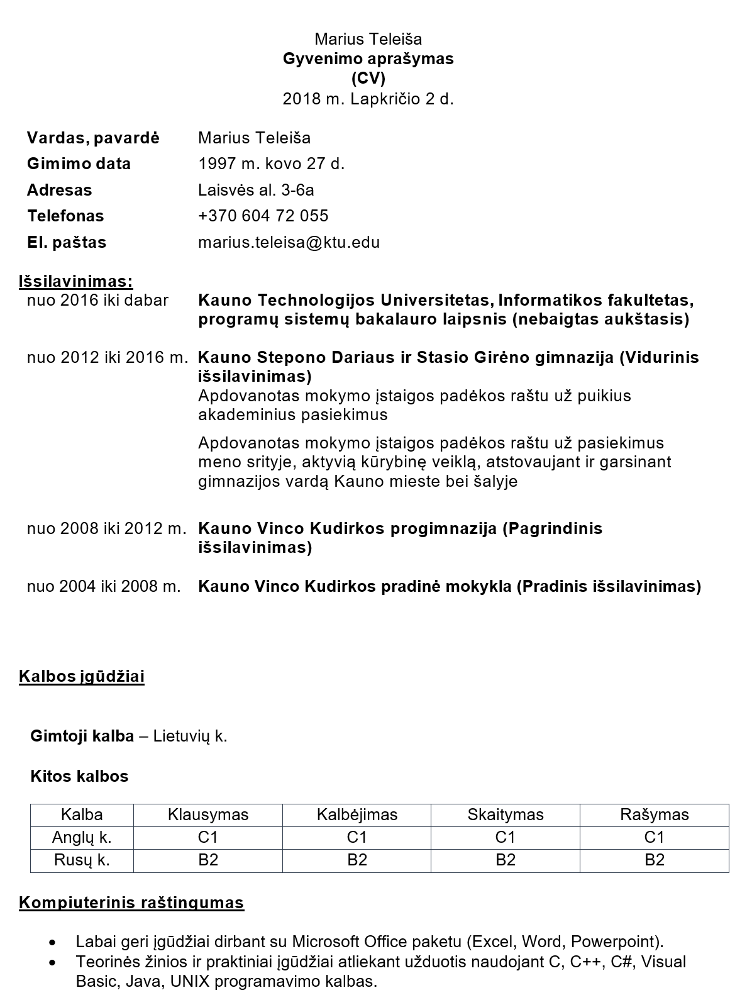 Marius Teleiša
Gyvenimo aprašymas
(CV)
2018 m. Lapkričio 2 d.
Vardas, pavardė Marius Teleiša
Gimimo data 1997 m. kovo 27 d.
Adresas Laisvės al. 3-6a
Telefonas +370 604 72 055
El. paštas marius.teleisa@ktu.edu
Išsilavinimas:
nuo 2016 iki dabar Kauno Technologijos Universitetas, Informatikos fakultetas,
programų sistemų bakalauro laipsnis (nebaigtas aukštasis)
nuo 2012 iki 2016 m. Kauno Stepono Dariaus ir Stasio Girėno gimnazija (Vidurinis
išsilavinimas)
Apdovanotas mokymo įstaigos padėkos raštu už puikius
akademinius pasiekimus
Apdovanotas mokymo įstaigos padėkos raštu už pasiekimus
meno srityje, aktyvią kūrybinę veiklą, atstovaujant ir garsinant
gimnazijos vardą Kauno mieste bei šalyje
nuo 2008 iki 2012 m. Kauno Vinco Kudirkos progimnazija (Pagrindinis
išsilavinimas)
nuo 2004 iki 2008 m. Kauno Vinco Kudirkos pradinė mokykla (Pradinis išsilavinimas)
Kalbos įgūdžiai
Gimtoji kalba – Lietuvių k.
Kitos kalbos
Kalba Klausymas Kalbėjimas Skaitymas Rašymas
Anglų k. C1 C1 C1 C1
Rusų k. B2 B2 B2 B2
Kompiuterinis raštingumas
• Labai geri įgūdžiai dirbant su Microsoft Office paketu (Excel, Word, Powerpoint).
• Teorinės žinios ir praktiniai įgūdžiai atliekant užduotis naudojant C, C++, C#, Visual
Basic, Java, UNIX programavimo kalbas.